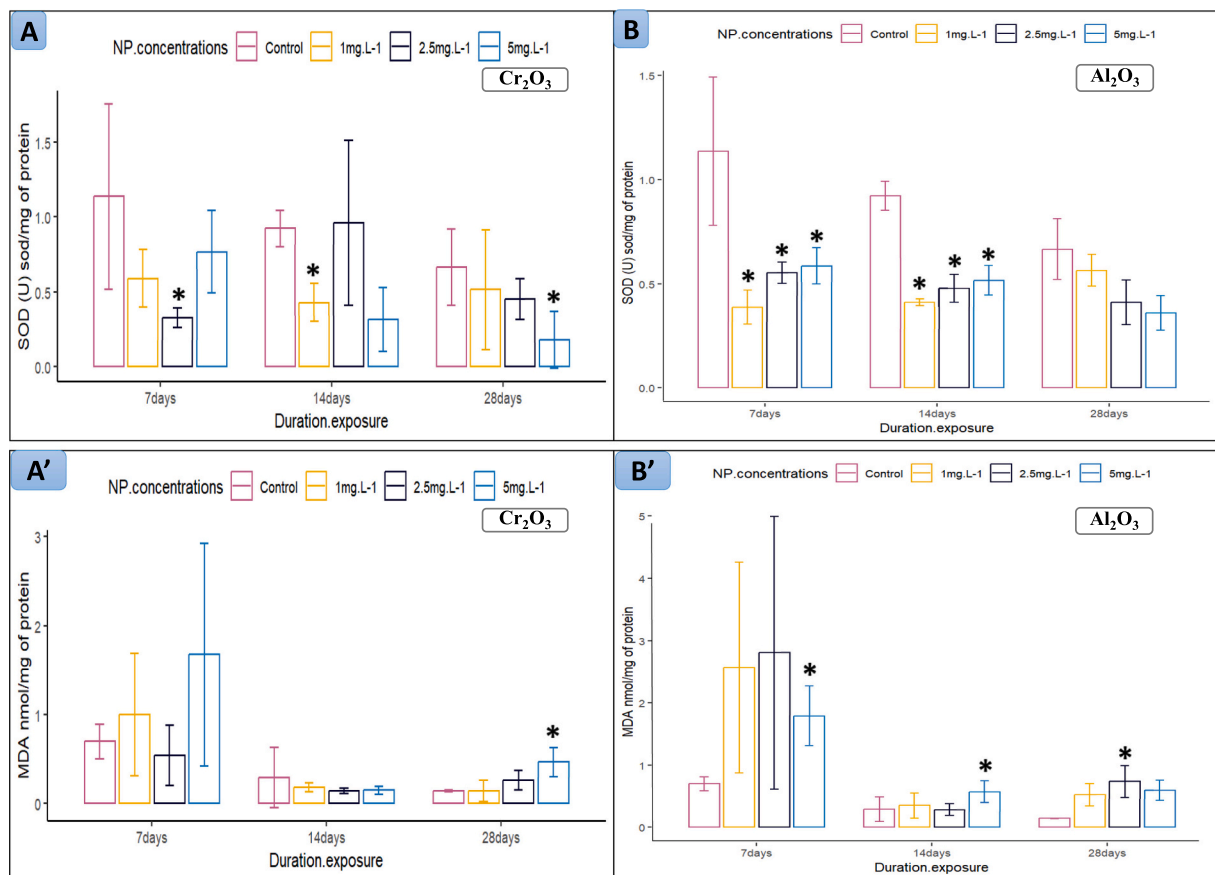 A
NP.concentrations Control 1mg.L-1 2.5mg.L-1 5mg.L-1
Cr₂O₃
SOD (U) sod/mg of protein
1.5
1.0
0.5
0.0
*
*
*
7days 14days 28days
Duration.exposure
B
NP.concentrations Control 1mg.L-1 2.5mg.L-1 5mg.L-1
Al₂O₃
SOD (U) sod/mg of protein
1.5
1.0
0.5
0.0
* * *
* * *
7days 14days 28days
Duration.exposure
A'
NP.concentrations Control 1mg.L-1 2.5mg.L-1 5mg.L-1
Cr₂O₃
MDA nmol/mg of protein
3
2
1
0
*
7days 14days 28days
Duration.exposure
B'
NP.concentrations Control 1mg.L-1 2.5mg.L-1 5mg.L-1
Al₂O₃
MDA nmol/mg of protein
5
4
3
2
1
0
*
*
*
7days 14days 28days
Duration.exposure